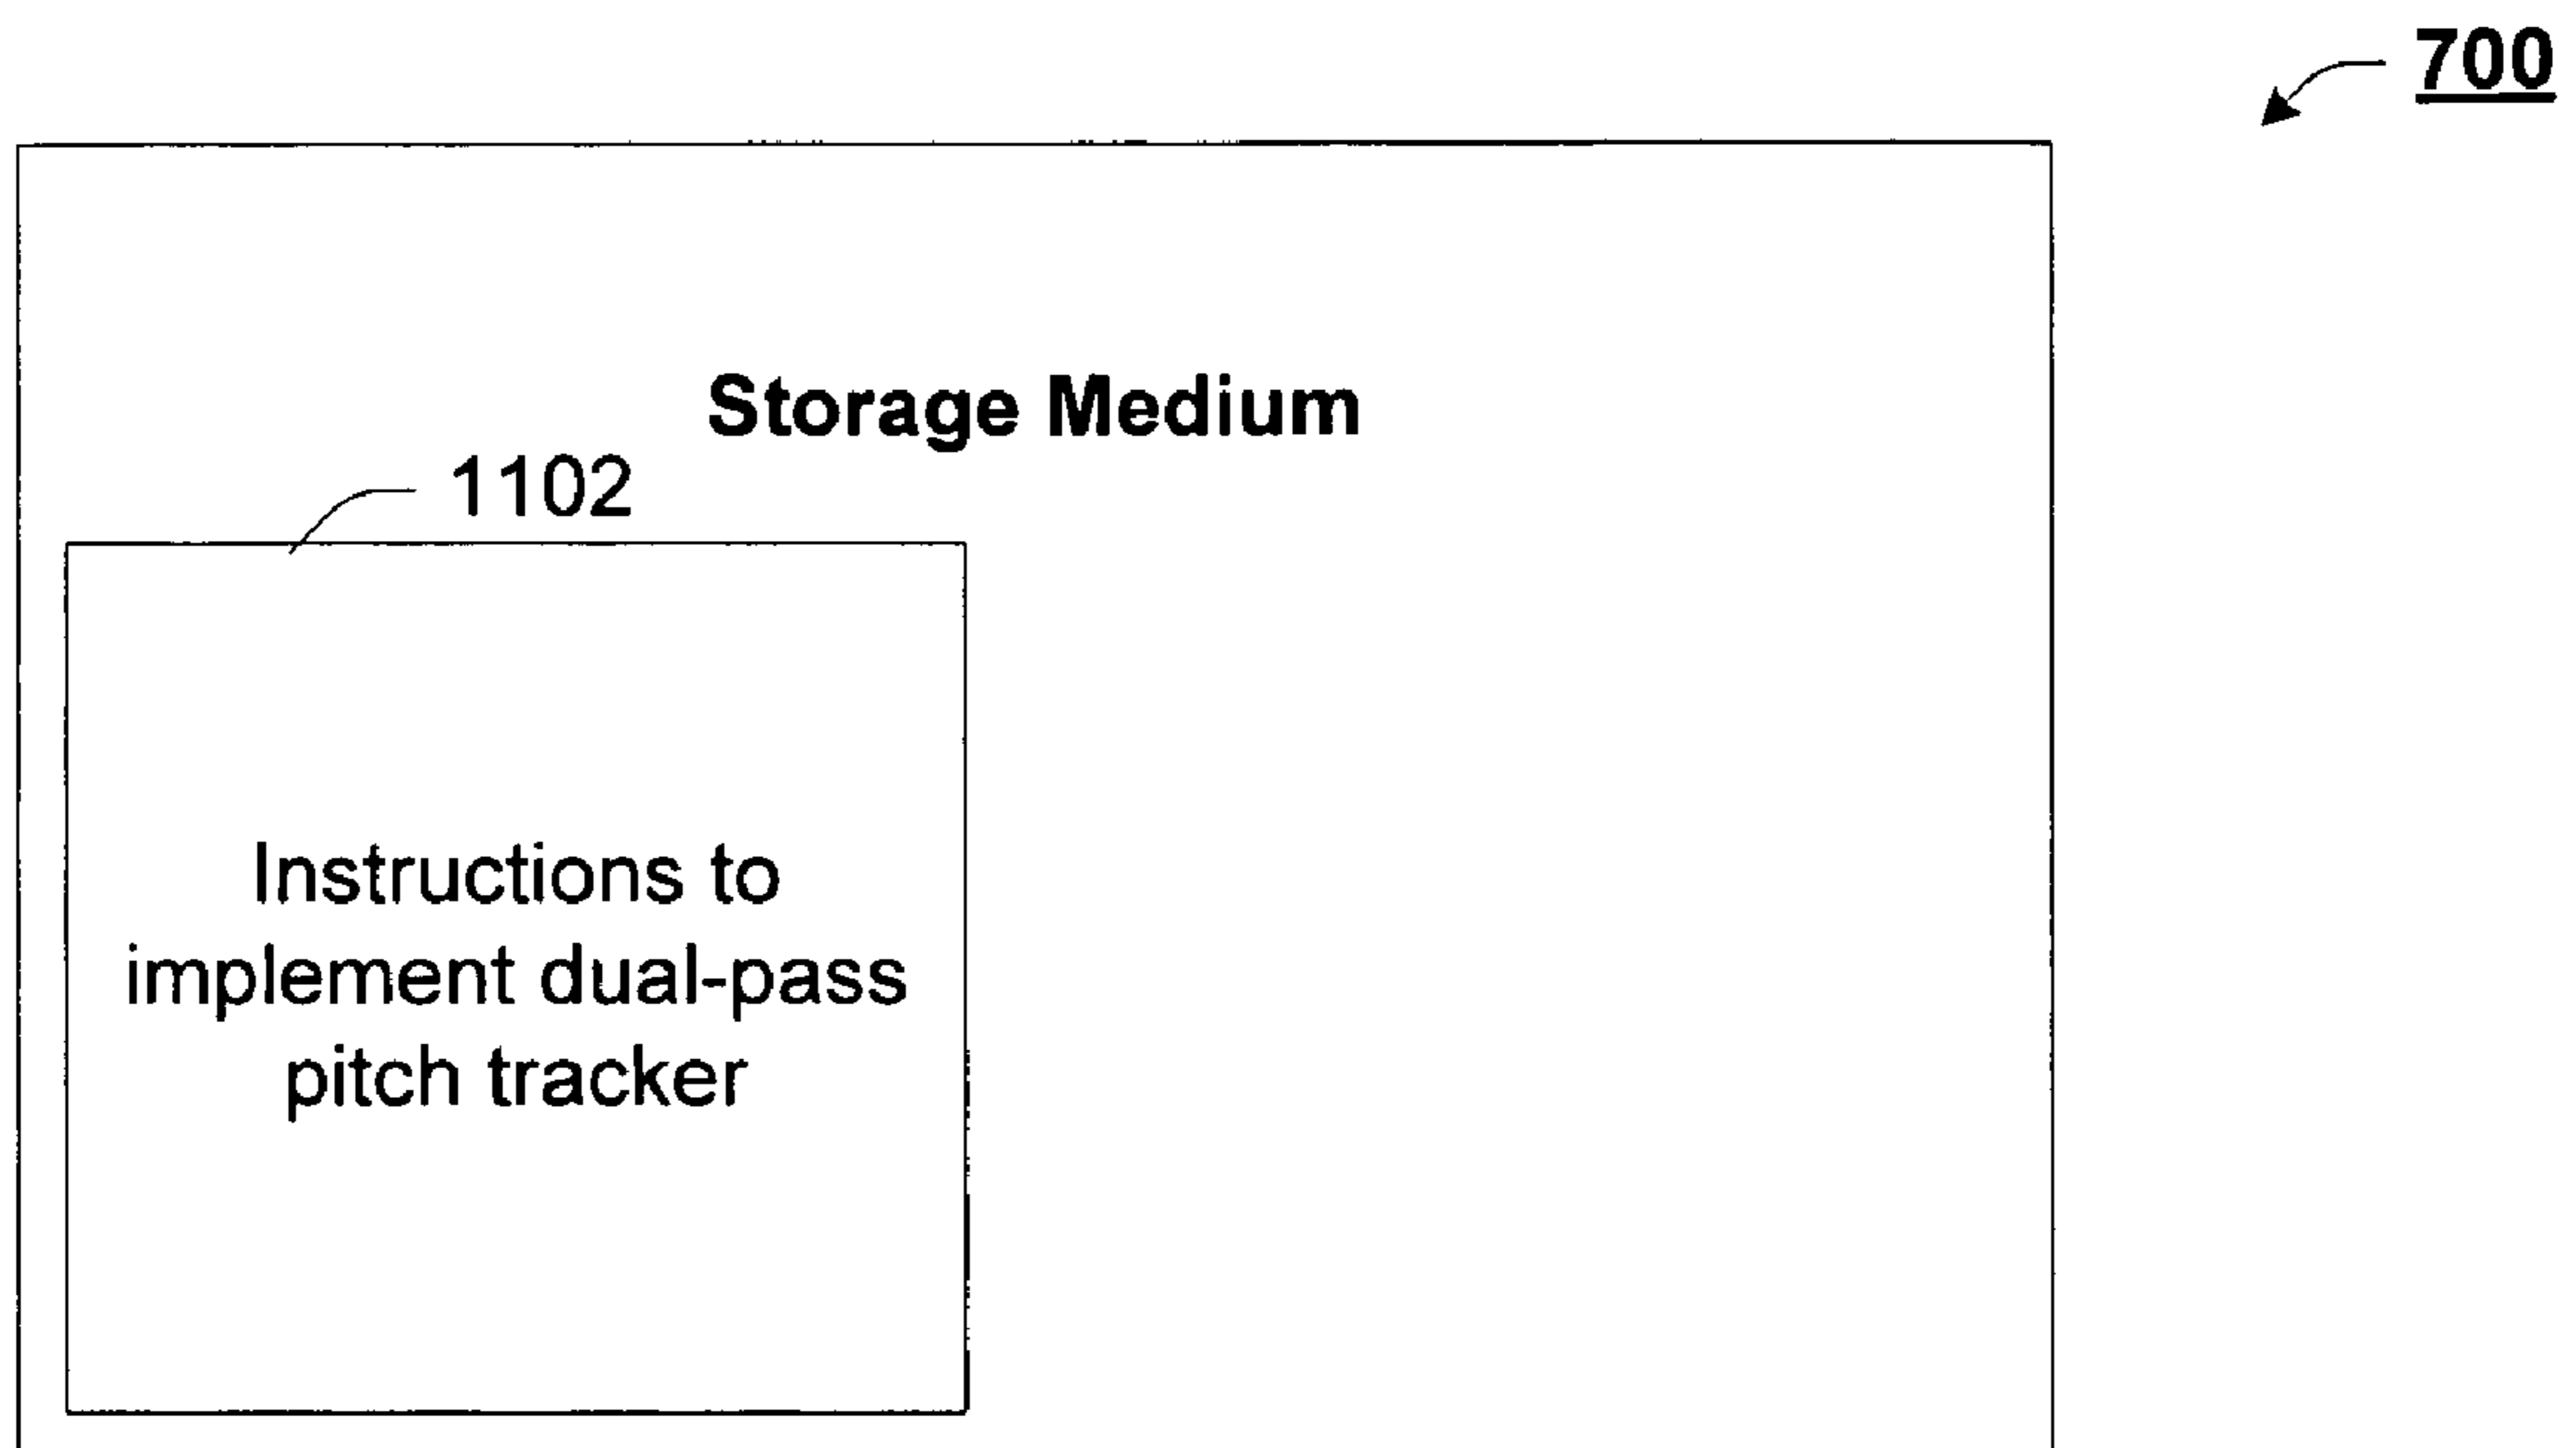 700
Storage Medium
1102
Instructions to
implement dual-pass
pitch tracker